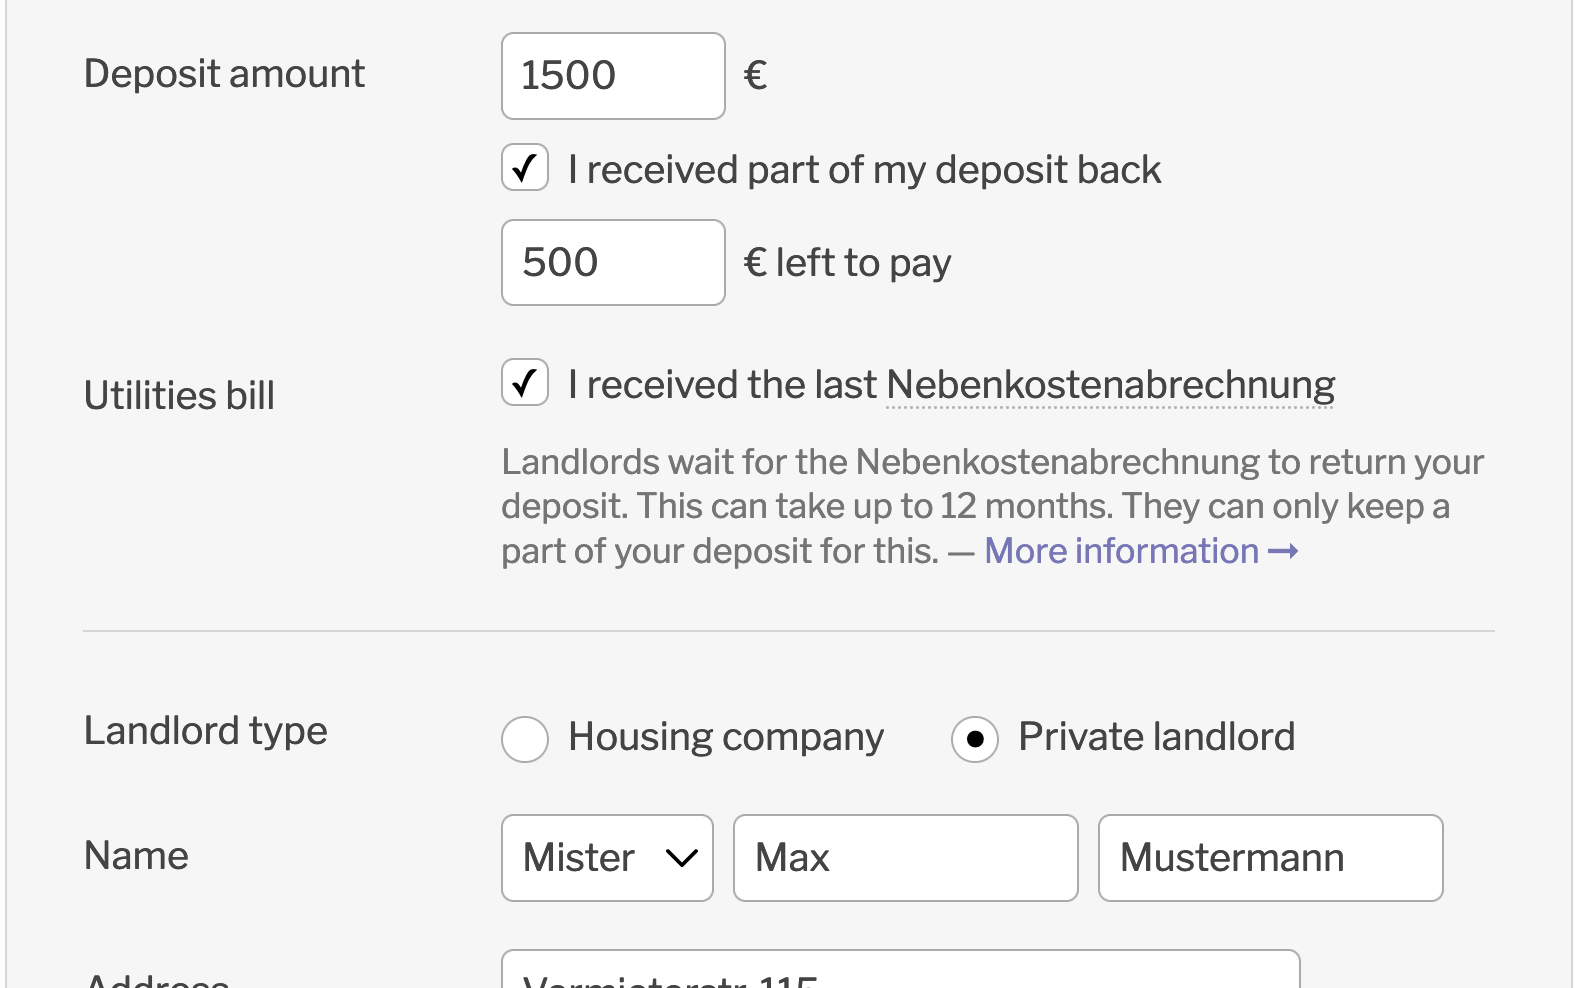 Deposit amount
1500 €
✓ I received part of my deposit back
500 € left to pay
Utilities bill
✓ I received the last Nebenkostenabrechnung
Landlords wait for the Nebenkostenabrechnung to return your
deposit. This can take up to 12 months. They can only keep a
part of your deposit for this. — More information →
Landlord type
Housing company Private landlord
Name
Mister Max Mustermann
Address
Vermieterstr. 115